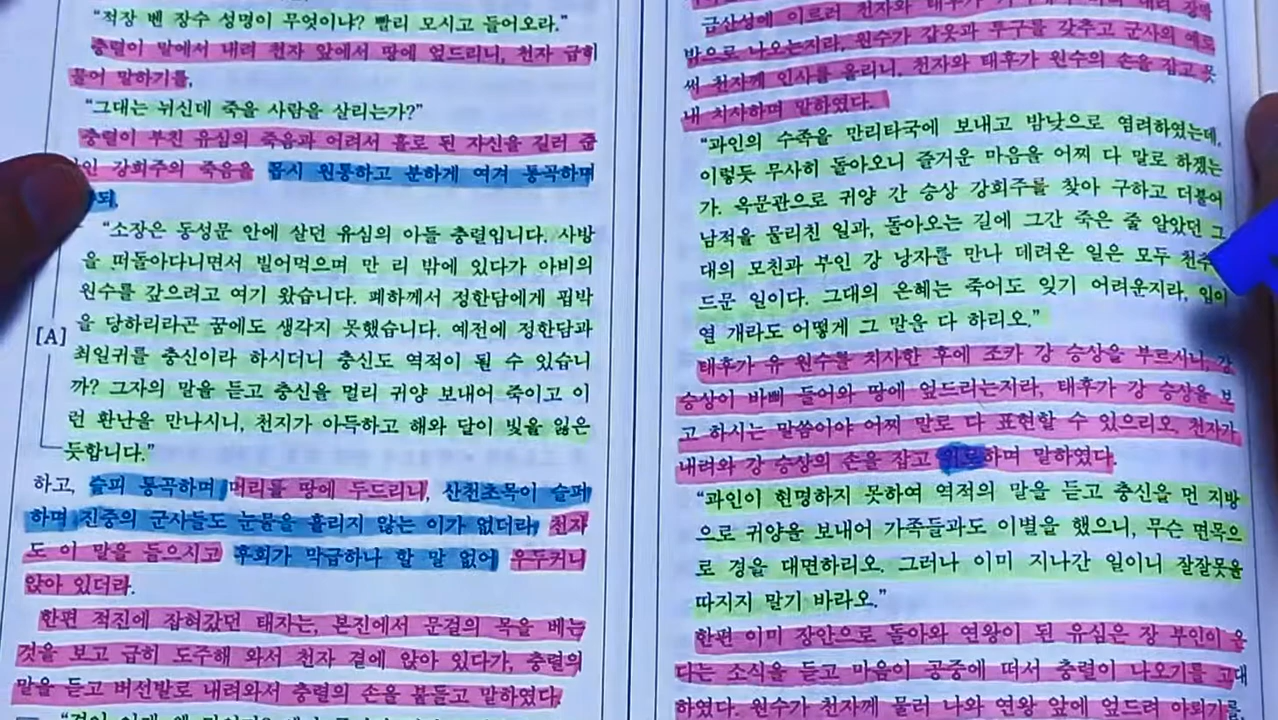 “적장 벤 장수 성명이 무엇이냐? 빨리 모시고 들어오라.”
충렬이 말에서 내려 천자 앞에서 땅에 엎드리니, 천자 급히
물어 말하기를,
“그대는 뉘신데 죽을 사람을 살리는가?”
충렬이 부친 유심의 죽음과 어려서 홀로 된 자신을 길러 준
강희주의 죽음을 몹시 원통하고 분하게 여겨 통곡하며
“소장은 동성문 안에 살던 유심의 아들 충렬입니다. 사방
을 떠돌아다니면서 빌어먹으며 만 리 밖에 있다가 아비의
원수를 갚으려고 여기 왔습니다. 폐하께서 정한담에게 핍박
[A] 을 당하리라곤 꿈에도 생각지 못했습니다. 예전에 정한담과
최일귀를 충신이라 하시더니 충신도 역적이 될 수 있습니
까? 그자의 말을 듣고 충신을 멀리 귀양 보내어 죽이고 이
런 환난을 만나시니, 천지가 아득하고 해와 달이 빛을 잃은
듯합니다.”
하고, 슬피 통곡하며 머리를 땅에 두드리니, 산천초목이 슬퍼
하며 진중의 군사들도 눈물을 흘리지 않는 이가 없더라. 천자
도 이 말을 들으시고 후회가 막급하나 할 말 없어 우두커니
앉아 있더라.
한편 적진에 잡혀갔던 태자는, 본진에서 문걸의 목을 베는
것을 보고 급히 도주해 와서 천자 곁에 앉아 있다가, 충렬의
말을 듣고 버선발로 내려와서 충렬의 손을 붙들고 말하였다.
금산성에 이르러 천자와 태후가
밖으로 나오는지라, 원수가 갑옷과 투구를 갖추고 군사의 예로
써 천자께 인사를 올리니, 천자와 태후가 원수의 손을 잡고 못
내 치사하며 말하였다.
“과인의 수족을 만리타국에 보내고 밤낮으로 염려하였는데,
이렇듯 무사히 돌아오니 즐거운 마음을 어찌 다 말로 하겠는
가. 옥문관으로 귀양 간 승상 강희주를 찾아 구하고 더불어
남적을 물리친 일과, 돌아오는 길에 그간 죽은 줄 알았던 그
대의 모친과 부인 강 낭자를 만나 데려온 일은 모두 천추
드문 일이다. 그대의 은혜는 죽어도 잊기 어려운지라, 입이
열 개라도 어떻게 그 말을 다 하리오.”
태후가 유 원수를 치사한 후에 조카 강 승상을 부르시니, 강
승상이 바삐 들어와 땅에 엎드리는지라, 태후가 강 승상을 보
고 하시는 말씀이야 어찌 말로 다 표현할 수 있으리오. 천자가
내려와 강 승상의 손을 잡고 위로하며 말하였다.
“과인이 현명하지 못하여 역적의 말을 듣고 충신을 먼 지방
으로 귀양을 보내어 가족들과도 이별을 했으니, 무슨 면목으
로 경을 대면하리오. 그러나 이미 지나간 일이니 잘잘못을
따지지 말기 바라오.”
한편 이미 장안으로 돌아와 연왕이 된 유심은 장 부인이 온
다는 소식을 듣고 마음이 공중에 떠서 충렬이 나오기를 고대
하였다. 원수가 천자께 물러 나와 연왕 앞에 엎드려 아뢰기를